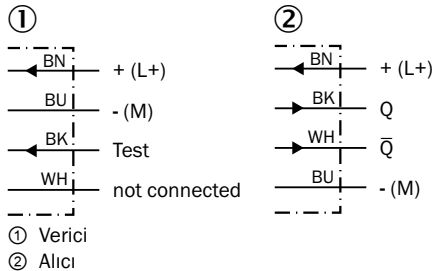 ① ②
BN + (L+)
BU - (M)
BK Test
WH not connected
BN + (L+)
BK Q
WH Q̅
BU - (M)
① Verici
② Alıcı